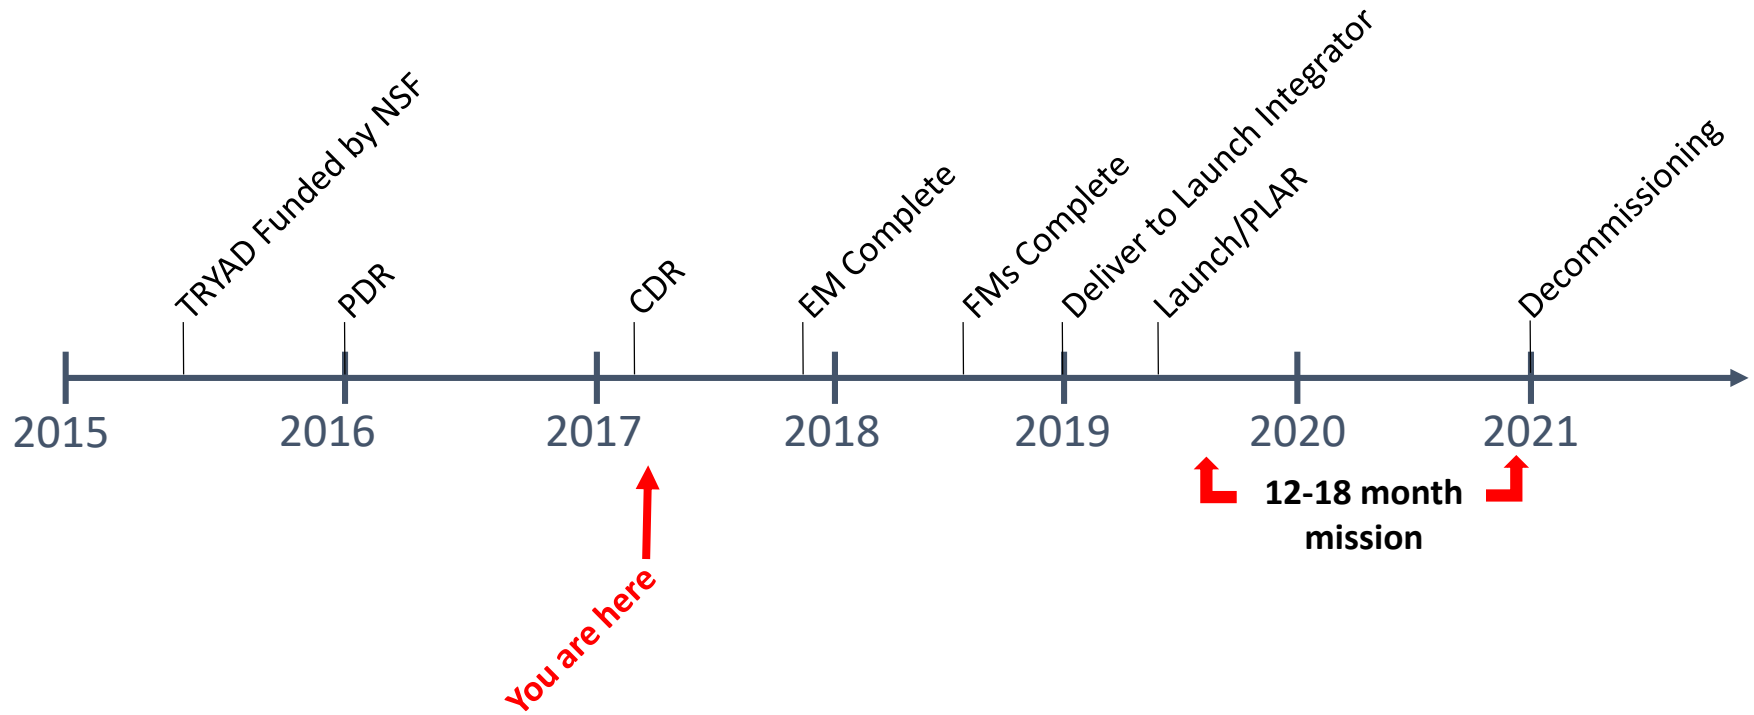 TRYAD Funded by NSF
PDR
CDR
EM Complete
FMs Complete
Deliver to Launch Integrator
Launch/PLAR
Decommissioning
2015
2016
2017
2018
2019
2020
2021
12-18 month
mission
You are here